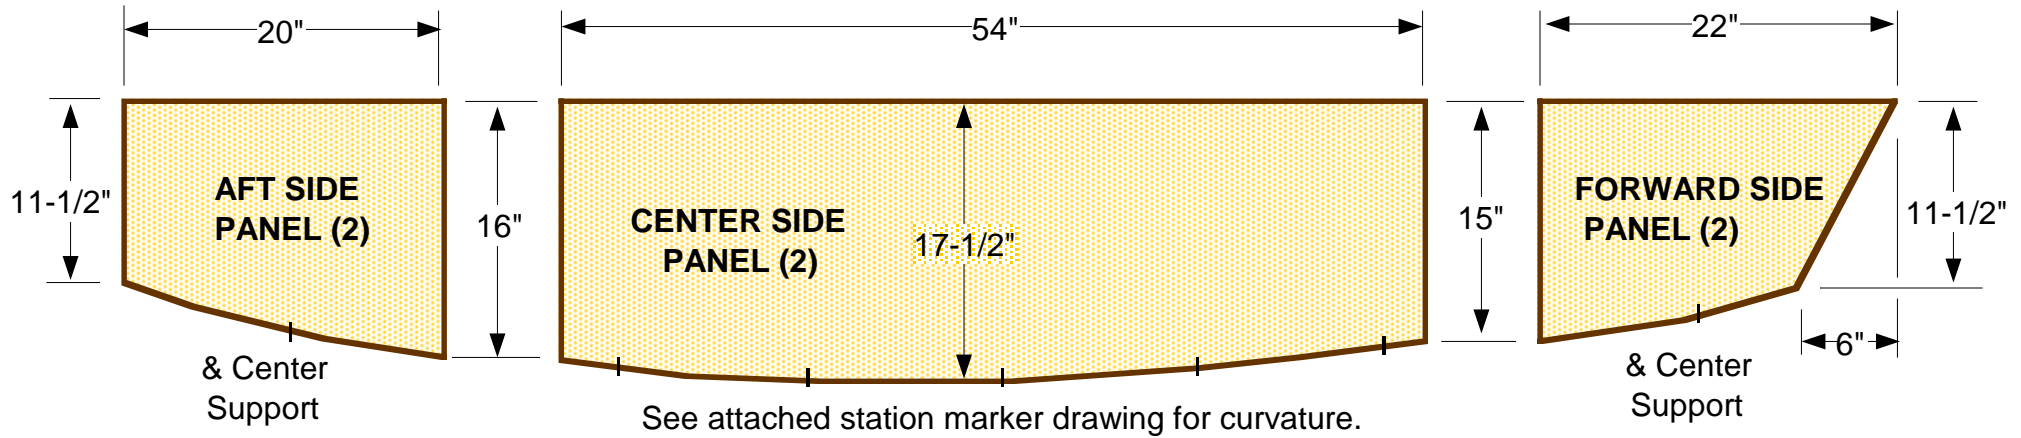 20"
54"
22"
11-1/2"
AFT SIDE
PANEL (2)
16"
CENTER SIDE
PANEL (2)
17-1/2"
15"
FORWARD SIDE
PANEL (2)
11-1/2"
6"
& Center
Support
See attached station marker drawing for curvature.
& Center
Support